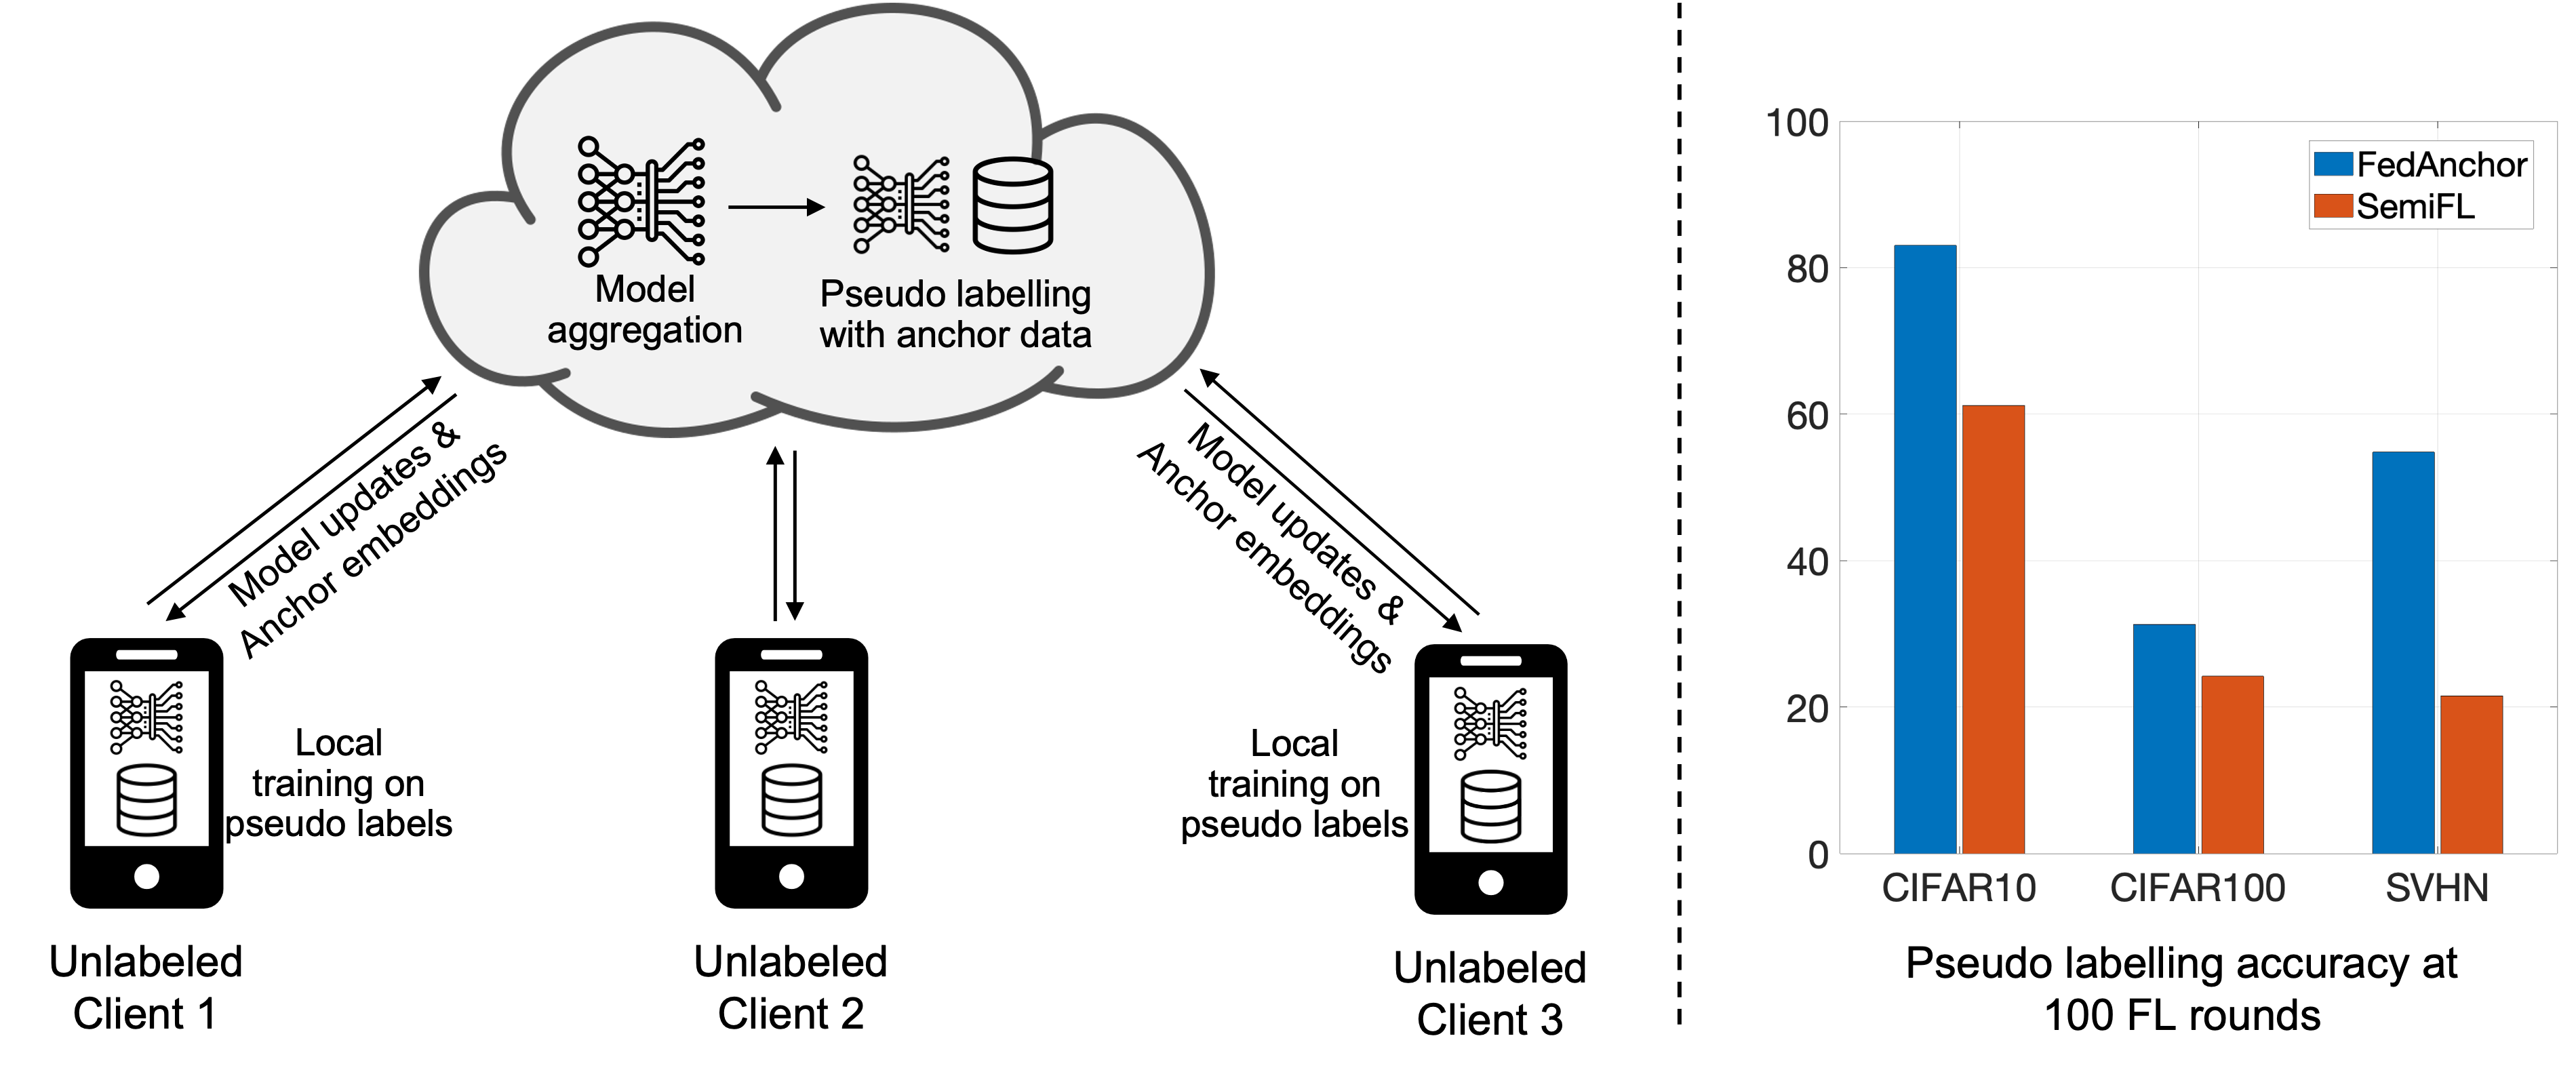 Model
aggregation
Pseudo labelling
with anchor data
Model updates &
Anchor embeddings
Model updates &
Anchor embeddings
Local
training on
pseudo labels
Local
training on
pseudo labels
Unlabeled
Client 1
Unlabeled
Client 2
Unlabeled
Client 3
100
80
60
40
20
0
FedAnchor
SemiFL
CIFAR10
CIFAR100
SVHN
Pseudo labelling accuracy at
100 FL rounds